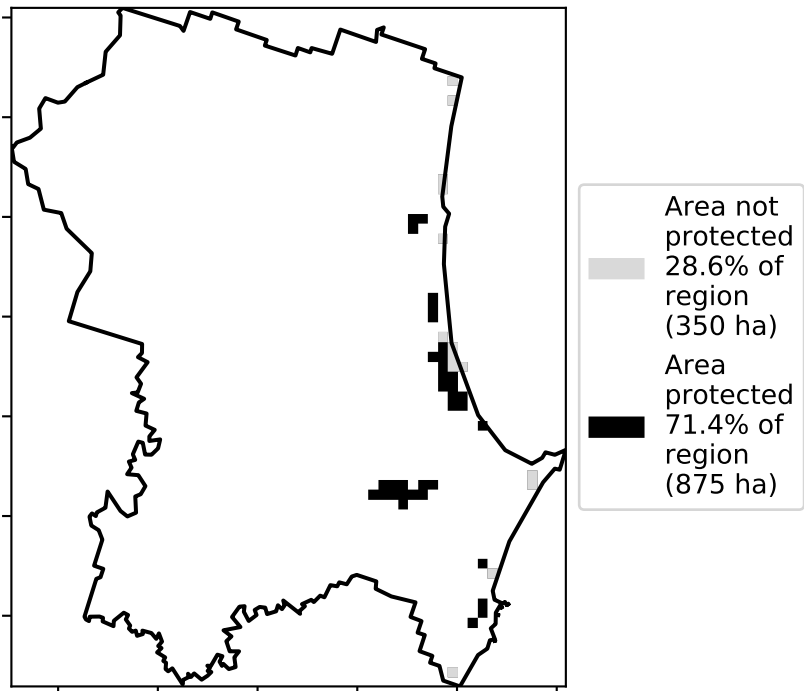 Area not
protected
28.6% of
region
(350 ha)
Area
protected
71.4% of
region
(875 ha)